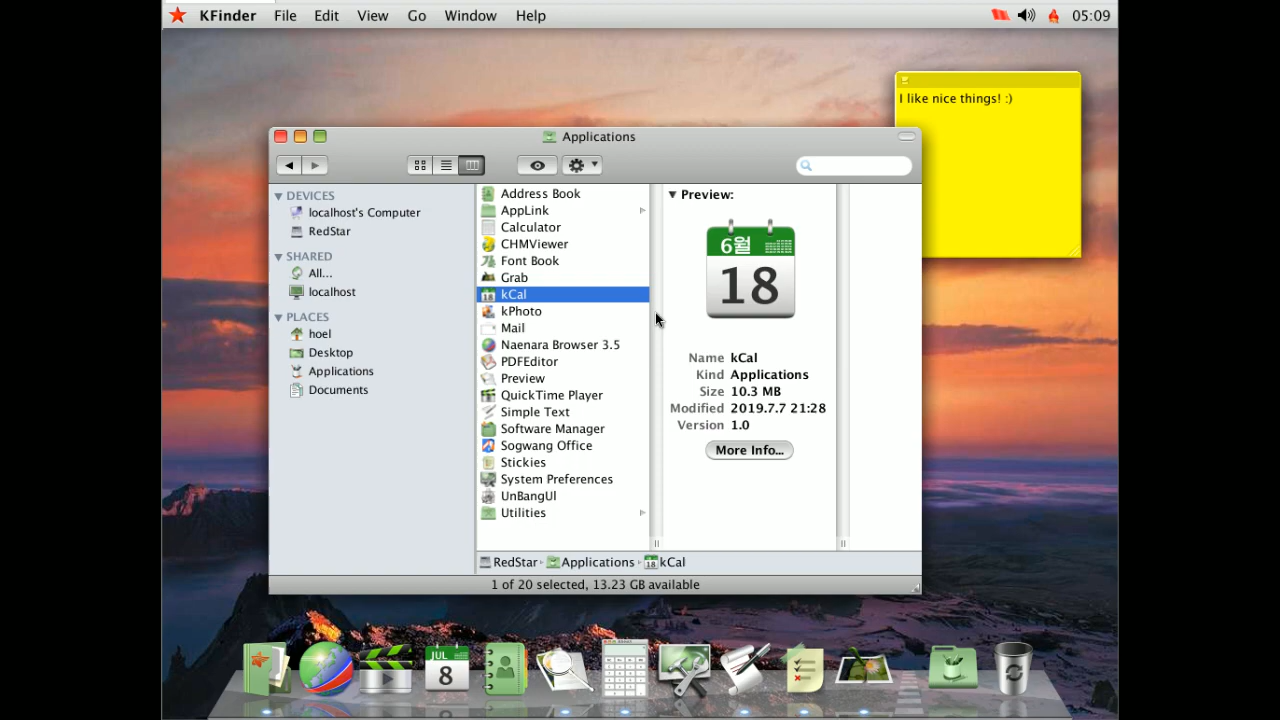 KFinder File Edit View Go Window Help 05:09
I like nice things! :)
Applications
DEVICES
localhost's Computer
RedStar
SHARED
All...
localhost
PLACES
hoel
Desktop
Applications
Documents
Address Book
AppLink
Calculator
CHMViewer
Font Book
Grab
kCal
kPhoto
Mail
Naenara Browser 3.5
PDFEditor
Preview
QuickTime Player
Simple Text
Software Manager
Sogwang Office
Stickies
System Preferences
UnBangUI
Utilities
Preview:
6월
18
Name kCal
Kind Applications
Size 10.3 MB
Modified 2019.7.7 21:28
Version 1.0
More Info...
RedStar Applications kCal
1 of 20 selected, 13.23 GB available
JUL
8